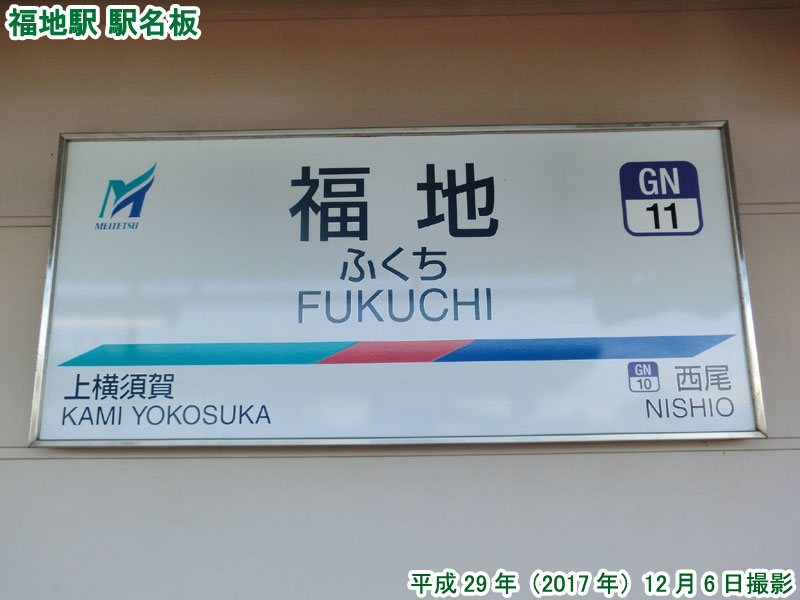 福地駅 駅名板
MEITETSU
福地
ふくち
FUKUCHI
GN
11
上横須賀
KAMI YOKOSUKA
GN
10
西尾
NISHIO
平成29年（2017年）12月6日撮影